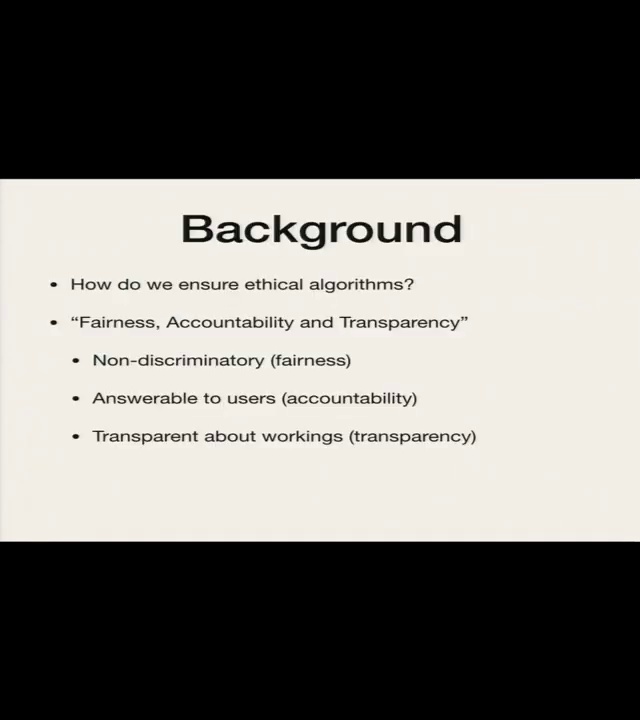 Background
• How do we ensure ethical algorithms?
• “Fairness, Accountability and Transparency”
• Non-discriminatory (fairness)
• Answerable to users (accountability)
• Transparent about workings (transparency)